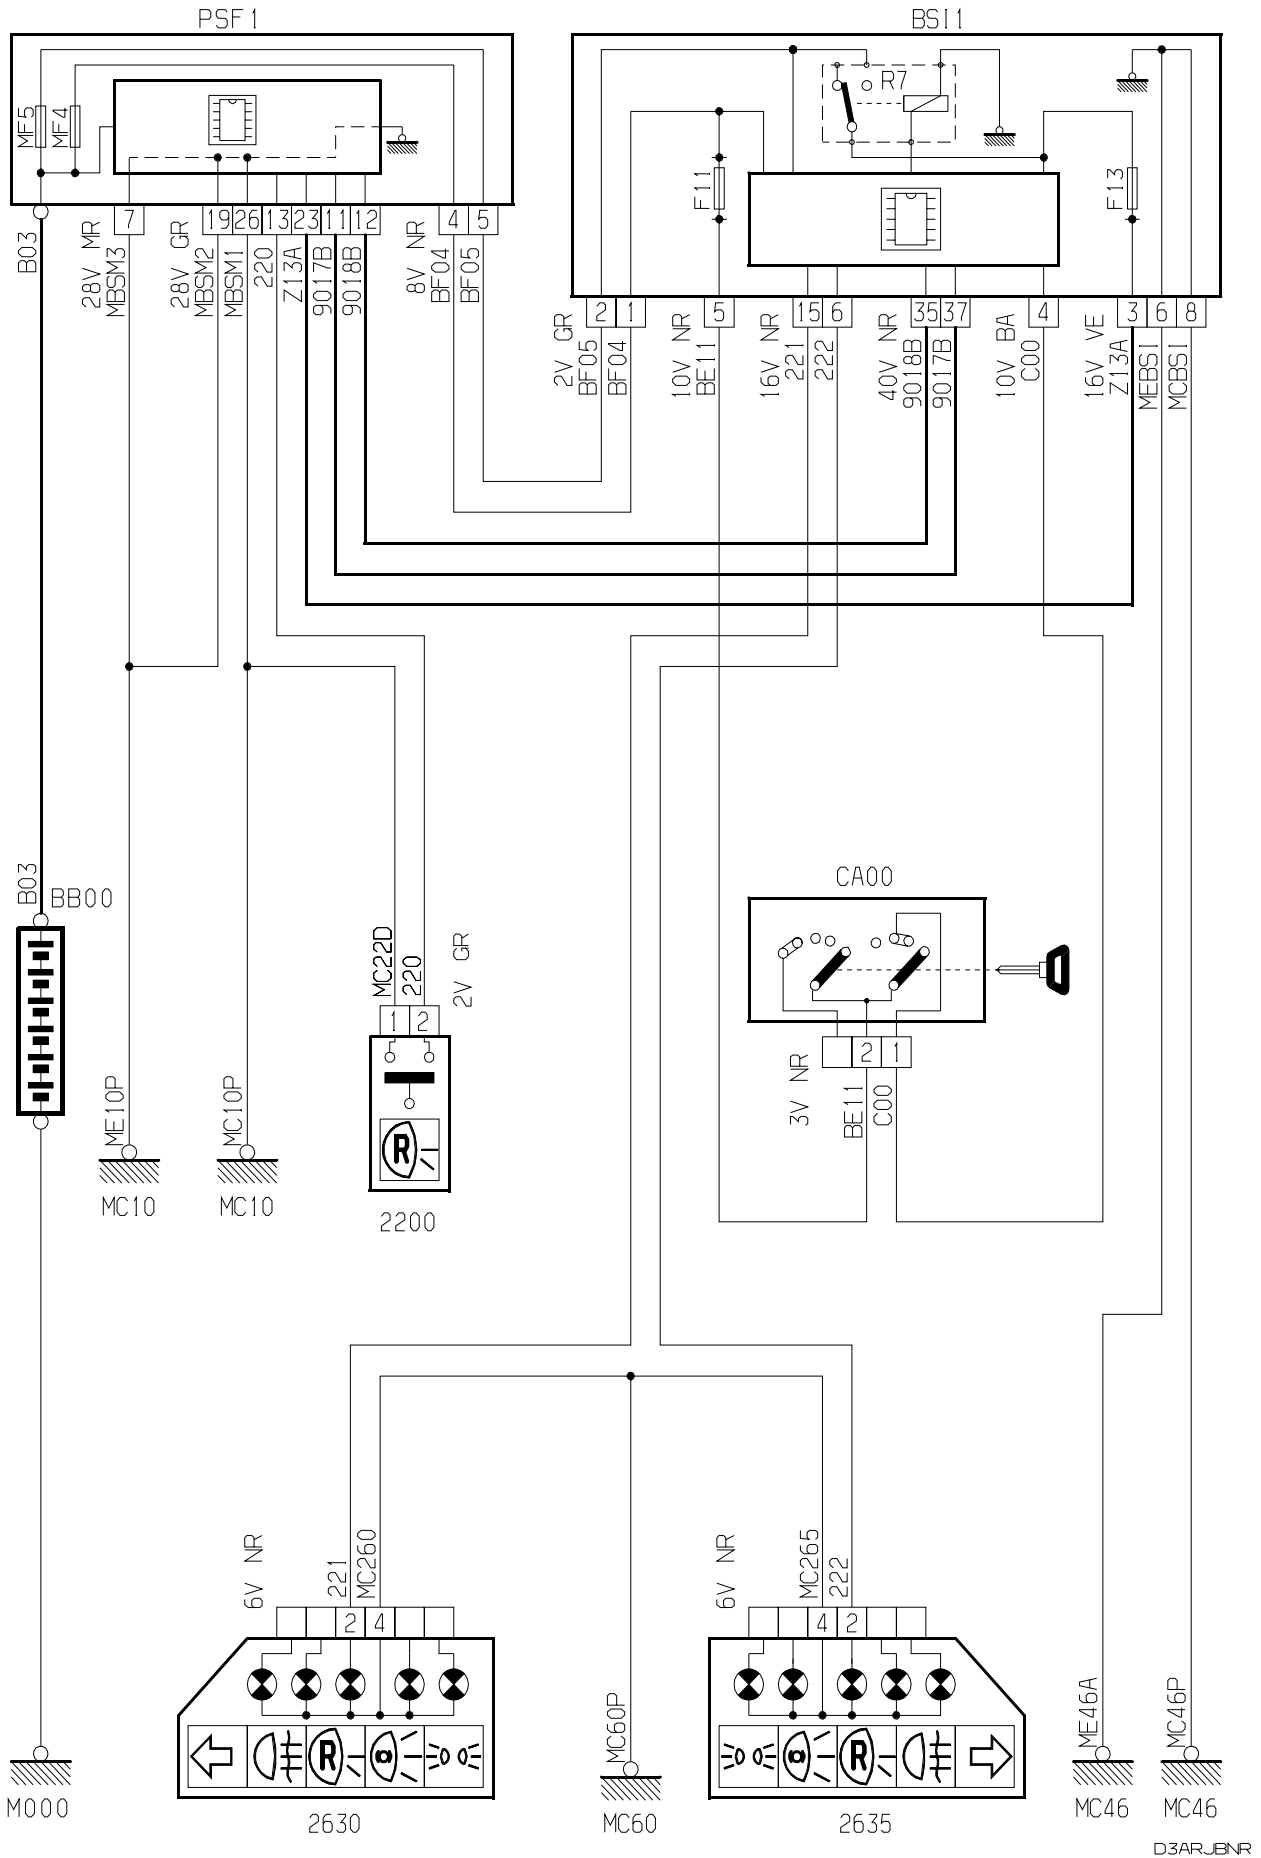 PSF1
BSI1
R7
MF5
MF4
F11
F13
7
19
26
13
23
11
12
4
5
2
1
5
15
6
35
37
4
3
6
8
B03
28V MR
MBSM3
28V GR
MBSM2
MBSM1
220
Z13A
9017B
9018B
8V NR
BF04
BF05
2V GR
BF05
BF04
10V NR
BE11
16V NR
221
222
40V NR
9018B
9017B
10V BA
C00
16V VE
Z13A
MEBSI
MCBSI
B03
BB00
CA00
MC22D
220
2V GR
1
2
2
1
3V NR
BE11
C00
ME10P
MC10P
R
MC10
MC10
2200
6V NR
221
MC260
6V NR
MC265
222
2
4
4
2
MC60P
ME46A
MC46P
R
R
M000
2630
MC60
2635
MC46
MC46
D3ARJBNR